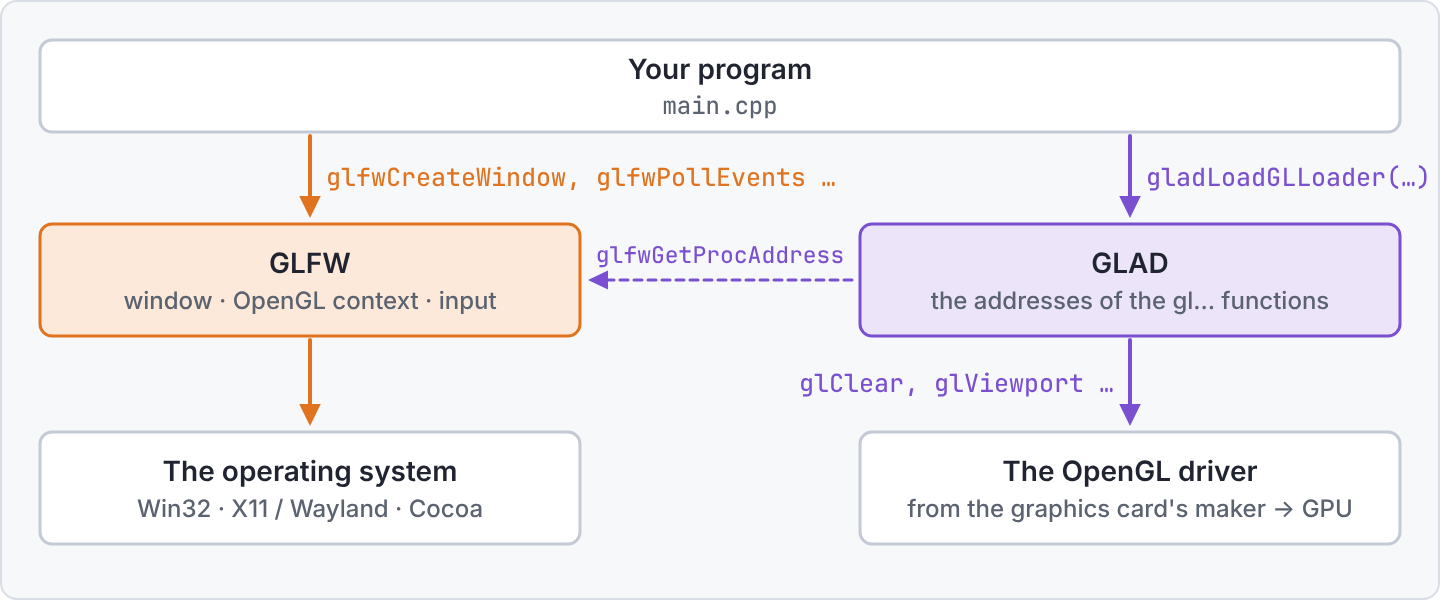 Your program
main.cpp
glfwCreateWindow, glfwPollEvents …
gladLoadGLLoader(…)
GLFW
window · OpenGL context · input
glfwGetProcAddress
GLAD
the addresses of the gl... functions
glClear, glViewport …
The operating system
Win32 · X11 / Wayland · Cocoa
The OpenGL driver
from the graphics card's maker → GPU